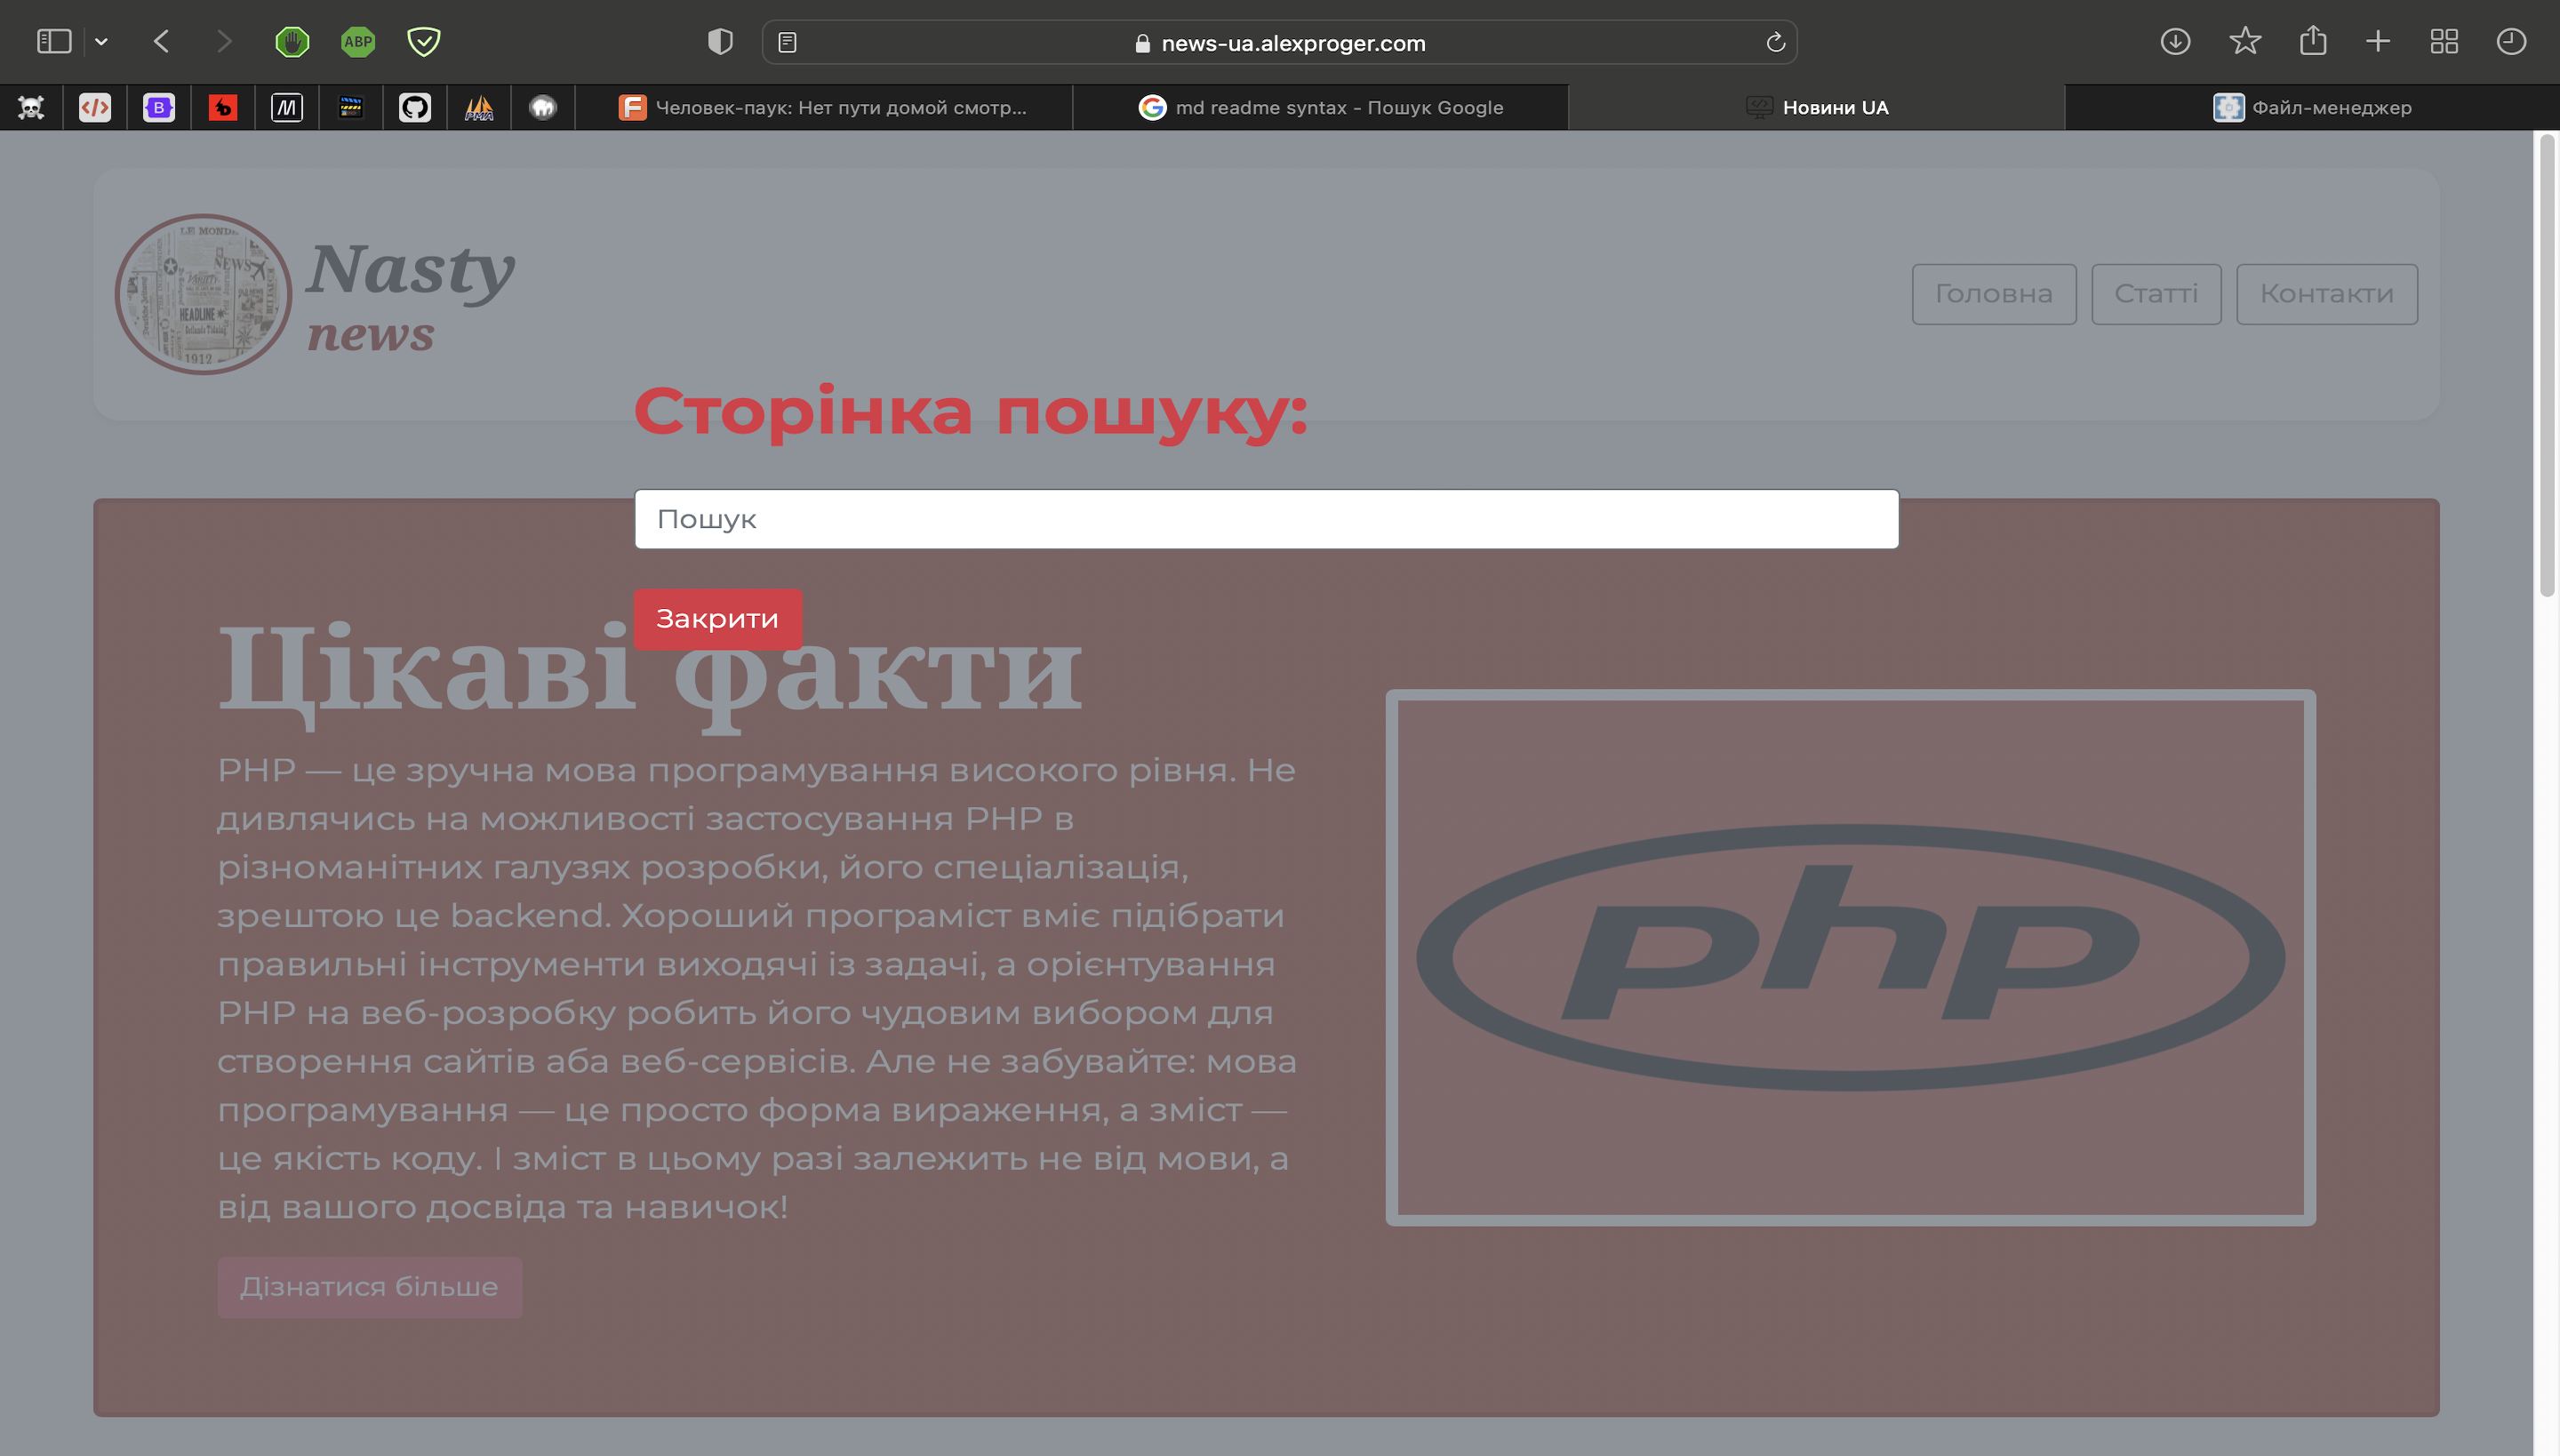 ABP
news-ua.alexproger.com
Человек-паук: Нет пути домой смотр...
md readme syntax - Пошук Google
Новини UA
Файл-менеджер
LE MONDE
NEWS
HEADLINE
1912
Nasty
news
Головна
Статті
Контакти
Сторінка пошуку:
Пошук
Закрити
Цікаві факти
PHP — це зручна мова програмування високого рівня. Не
дивлячись на можливості застосування PHP в
різноманітних галузях розробки, його спеціалізація,
зрештою це backend. Хороший програміст вміє підібрати
правильні інструменти виходячі із задачі, а орієнтування
PHP на веб-розробку робить його чудовим вибором для
створення сайтів аба веб-сервісів. Але не забувайте: мова
програмування — це просто форма вираження, а зміст —
це якість коду. І зміст в цьому разі залежить не від мови, а
від вашого досвіда та навичок!
php
Дізнатися більше